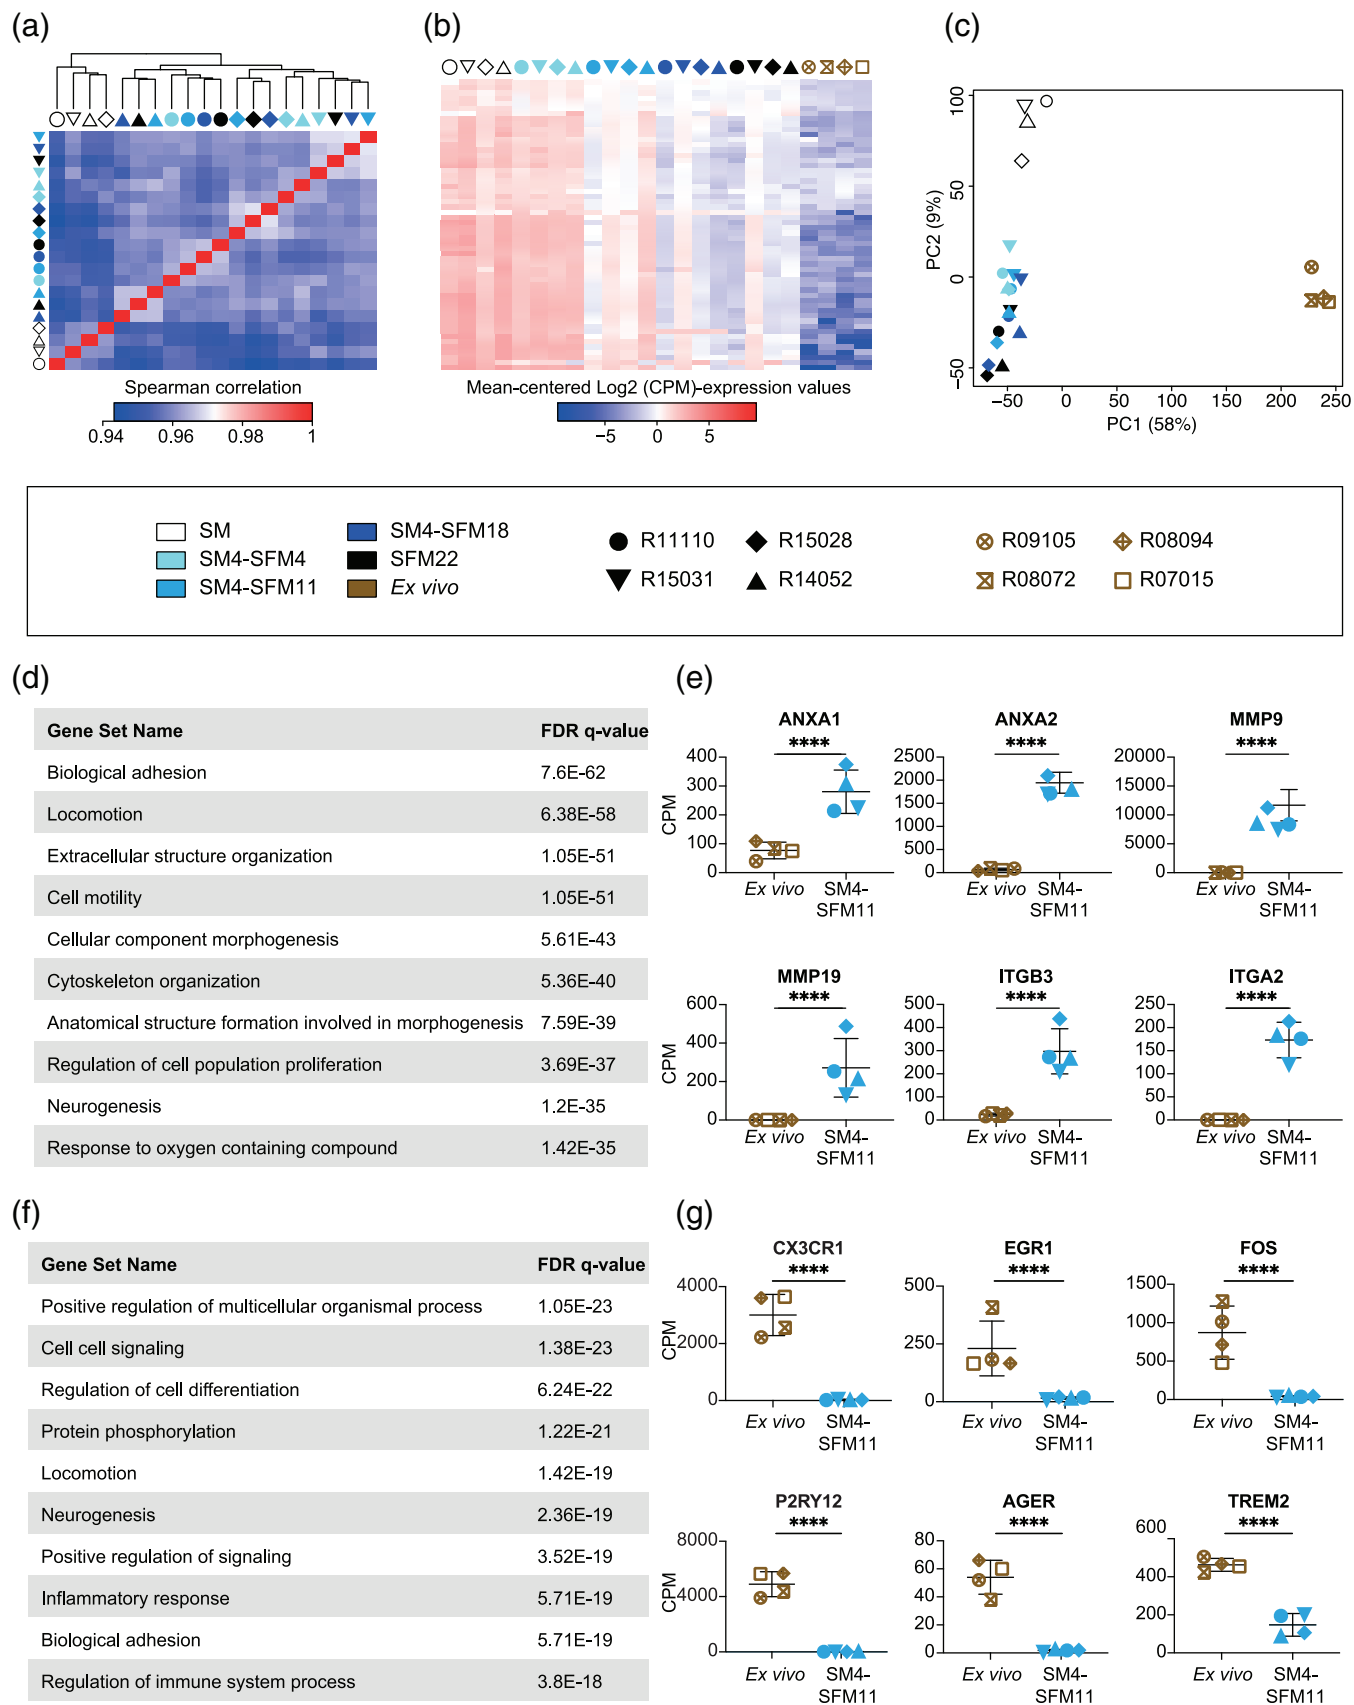 (a)
(b)
(c)
Spearman correlation
0.94 0.96 0.98 1
Mean-centered Log2 (CPM)-expression values
−5 0 5
PC2 (9%)
100
50
0
−50
−50 0 50 100 150 200 250
PC1 (58%)
SM
SM4-SFM4
SM4-SFM11
SM4-SFM18
SFM22
Ex vivo
R11110
R15031
R15028
R14052
R09105
R08072
R08094
R07015
(d)
Gene Set Name FDR q-value
Biological adhesion 7.6E-62
Locomotion 6.38E-58
Extracellular structure organization 1.05E-51
Cell motility 1.05E-51
Cellular component morphogenesis 5.61E-43
Cytoskeleton organization 5.36E-40
Anatomical structure formation involved in morphogenesis 7.59E-39
Regulation of cell population proliferation 3.69E-37
Neurogenesis 1.2E-35
Response to oxygen containing compound 1.42E-35
(e)
ANXA1
****
CPM
400
300
200
100
0
Ex vivo SM4-
SFM11
ANXA2
****
2500
2000
1500
1000
500
0
Ex vivo SM4-
SFM11
MMP9
****
20000
15000
10000
5000
0
Ex vivo SM4-
SFM11
MMP19
****
CPM
600
400
200
0
Ex vivo SM4-
SFM11
ITGB3
****
500
400
300
200
100
0
Ex vivo SM4-
SFM11
ITGA2
****
250
200
150
100
50
0
Ex vivo SM4-
SFM11
(f)
Gene Set Name FDR q-value
Positive regulation of multicellular organismal process 1.05E-23
Cell cell signaling 1.38E-23
Regulation of cell differentiation 6.24E-22
Protein phosphorylation 1.22E-21
Locomotion 1.42E-19
Neurogenesis 2.36E-19
Positive regulation of signaling 3.52E-19
Inflammatory response 5.71E-19
Biological adhesion 5.71E-19
Regulation of immune system process 3.8E-18
(g)
CX3CR1
****
CPM
4000
2000
0
Ex vivo SM4-
SFM11
EGR1
****
500
250
0
Ex vivo SM4-
SFM11
FOS
****
1500
1000
500
0
Ex vivo SM4-
SFM11
P2RY12
****
CPM
8000
4000
0
Ex vivo SM4-
SFM11
AGER
****
80
60
40
20
0
Ex vivo SM4-
SFM11
TREM2
****
600
400
200
0
Ex vivo SM4-
SFM11